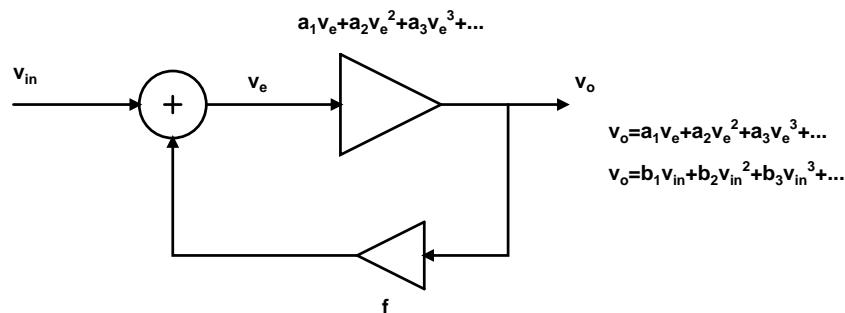 a₁vₑ+a₂vₑ²+a₃vₑ³+...
vᵢₙ
vₑ
vₒ
+
vₒ=a₁vₑ+a₂vₑ²+a₃vₑ³+...
vₒ=b₁vᵢₙ+b₂vᵢₙ²+b₃vᵢₙ³+...
f